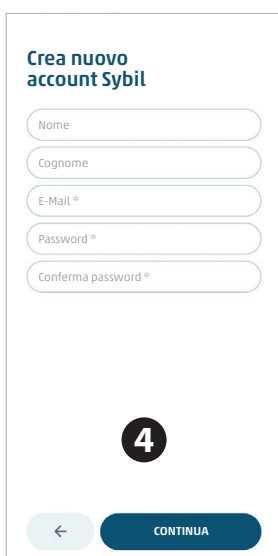 Crea nuovo
account Sybil
Nome
Cognome
E-Mail *
Password *
Conferma password *
4
CONTINUA